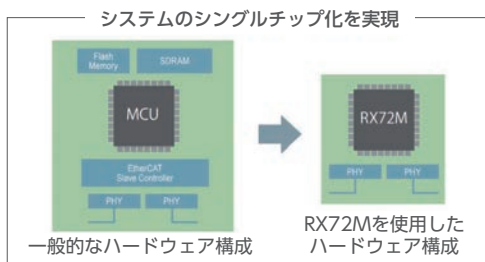 システムのシングルチップ化を実現
Flash
Memory
SDRAM
MCU
EtherCAT
Slave Controller
PHY
PHY
一般的なハードウェア構成
RX72M
PHY
PHY
RX72Mを使用した
ハードウェア構成